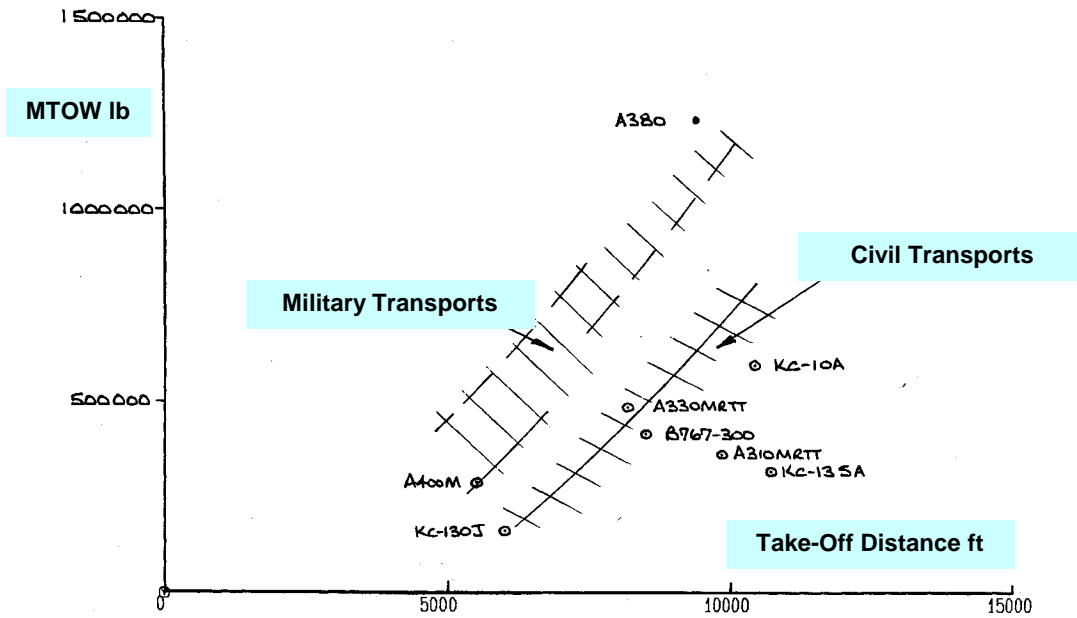 1500000
MTOW lb
A380
1000000
Civil Transports
Military Transports
KC-10A
500000
A330MRTT
B767-300
A310MRTT
KC-135A
A400M
KC-130J
Take-Off Distance ft
0
5000
10000
15000